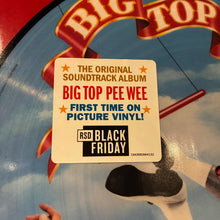 BIG TOP
THE ORIGINAL
SOUNDTRACK ALBUM
BIG TOP PEE WEE
FIRST TIME ON
PICTURE VINYL!
RSD BLACK
FRIDAY